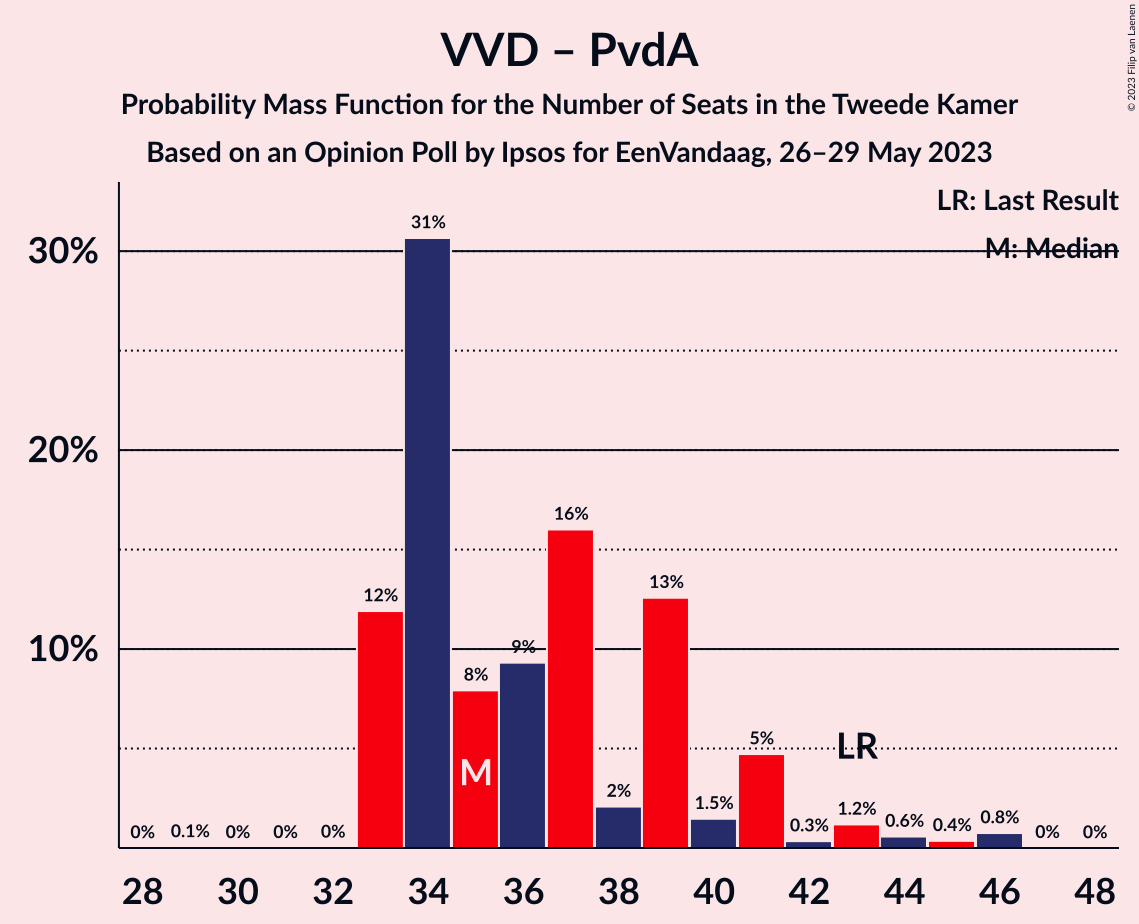 VVD – PvdA
Probability Mass Function for the Number of Seats in the Tweede Kamer
Based on an Opinion Poll by Ipsos for EenVandaag, 26–29 May 2023
© 2023 Filip van Laenen
LR: Last Result
M: Median
30%
20%
10%
0%
0.1%
0%
0%
0%
12%
31%
8%
9%
16%
2%
13%
1.5%
5%
0.3%
1.2%
0.6%
0.4%
0.8%
0%
0%
M
LR
28 30 32 34 36 38 40 42 44 46 48